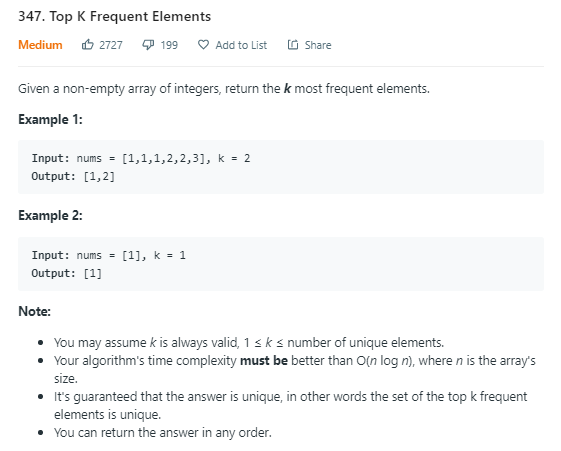 347. Top K Frequent Elements
Medium 2727 199 Add to List Share
Given a non-empty array of integers, return the k most frequent elements.
Example 1:
Input: nums = [1,1,1,2,2,3], k = 2
Output: [1,2]
Example 2:
Input: nums = [1], k = 1
Output: [1]
Note:
• You may assume k is always valid, 1 ≤ k ≤ number of unique elements.
• Your algorithm's time complexity must be better than O(n log n), where n is the array's
size.
• It's guaranteed that the answer is unique, in other words the set of the top k frequent
elements is unique.
• You can return the answer in any order.